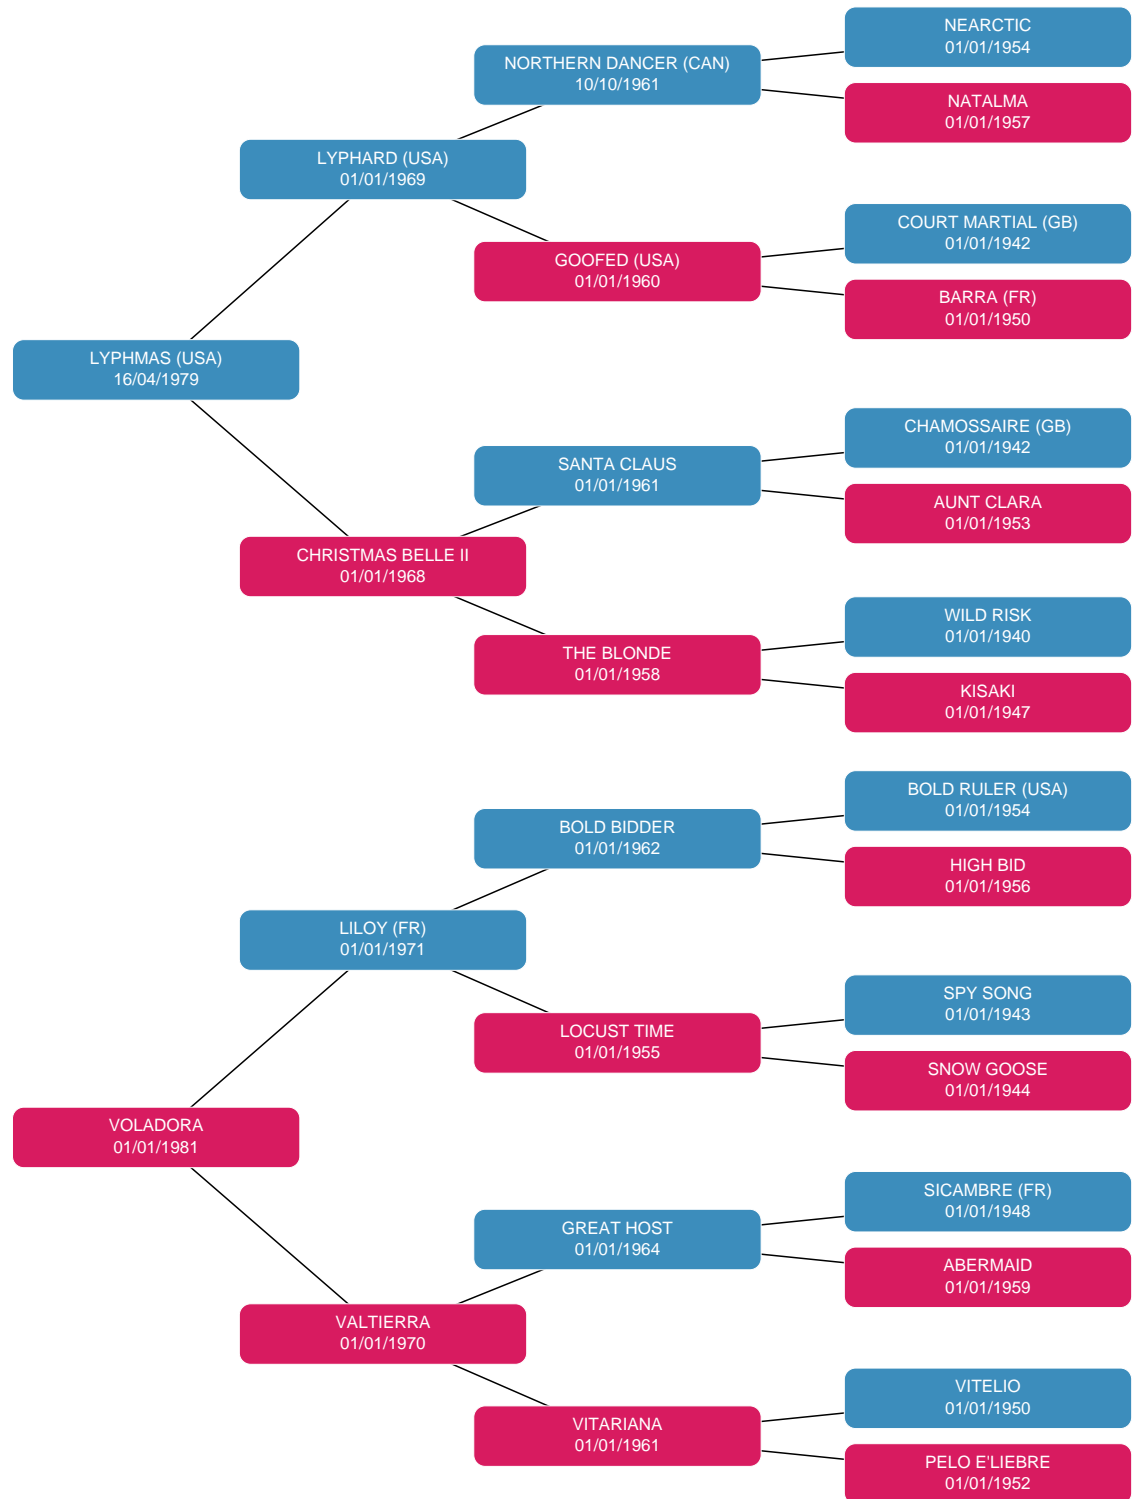 NEARCTIC
01/01/1954
NORTHERN DANCER (CAN)
10/10/1961
NATALMA
01/01/1957
LYPHARD (USA)
01/01/1969
COURT MARTIAL (GB)
01/01/1942
GOOFED (USA)
01/01/1960
BARRA (FR)
01/01/1950
LYPHMAS (USA)
16/04/1979
CHAMOSSAIRE (GB)
01/01/1942
SANTA CLAUS
01/01/1961
AUNT CLARA
01/01/1953
CHRISTMAS BELLE II
01/01/1968
WILD RISK
01/01/1940
THE BLONDE
01/01/1958
KISAKI
01/01/1947
BOLD RULER (USA)
01/01/1954
BOLD BIDDER
01/01/1962
HIGH BID
01/01/1956
LILOY (FR)
01/01/1971
SPY SONG
01/01/1943
LOCUST TIME
01/01/1955
SNOW GOOSE
01/01/1944
VOLADORA
01/01/1981
SICAMBRE (FR)
01/01/1948
GREAT HOST
01/01/1964
ABERMAID
01/01/1959
VALTIERRA
01/01/1970
VITELIO
01/01/1950
VITARIANA
01/01/1961
PELO E'LIEBRE
01/01/1952